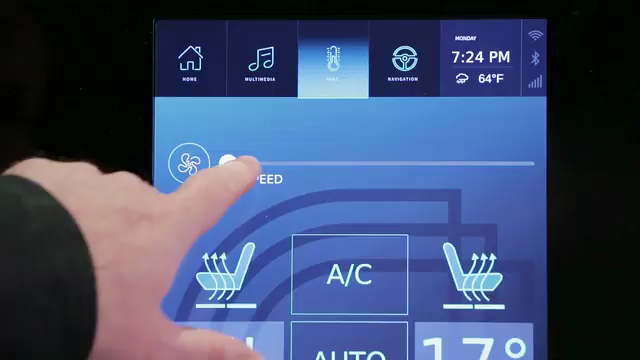 MONDAY
7:24 PM
64°F
HOME
MULTIMEDIA
NAVIGATION
PEED
A/C
AUTO
17°